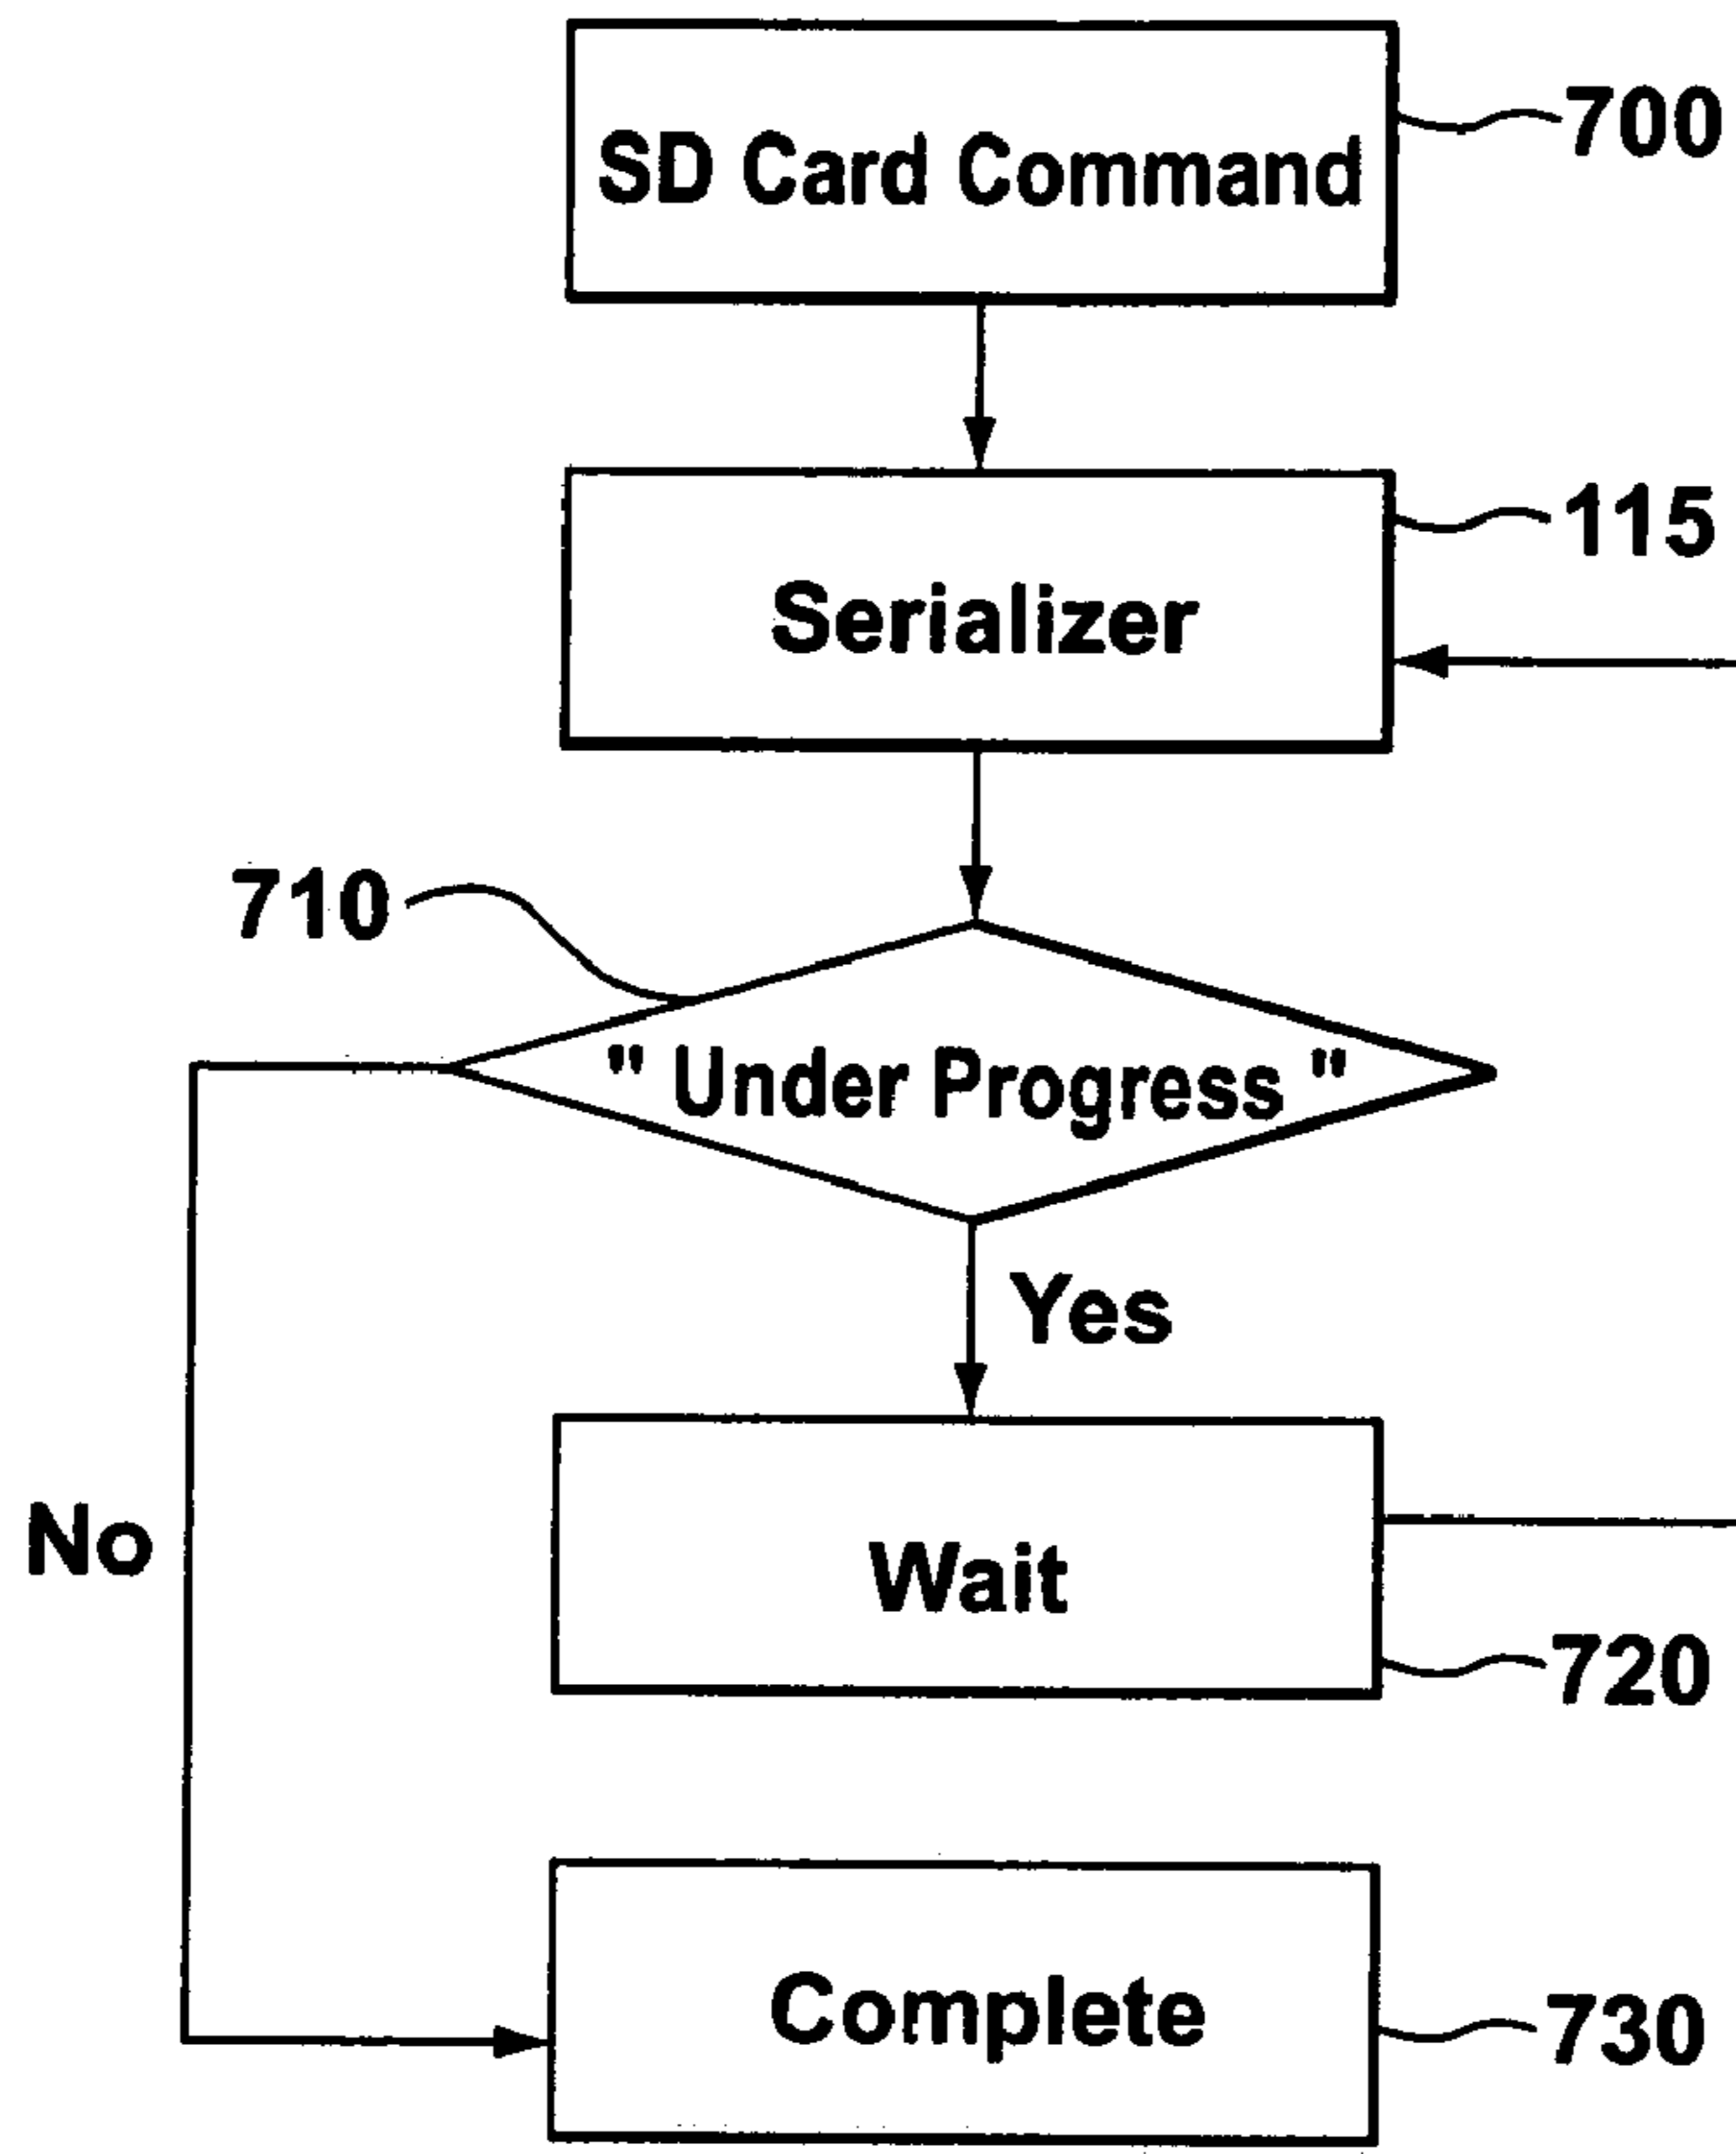 SD Card Command
700
115
Serializer
710
" Under Progress "
Yes
No
Wait
720
Complete
730